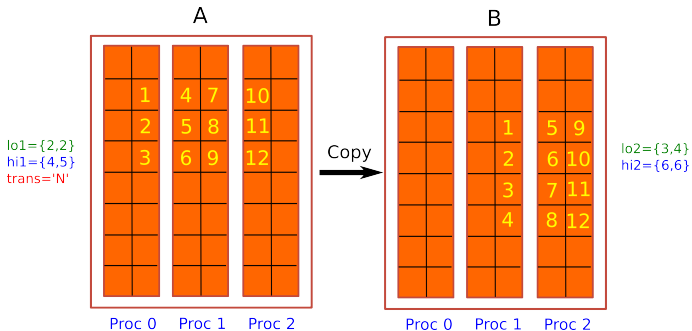 A
B
1 4 7 10
2 5 8 11
3 6 9 12
lo1={2,2}
hi1={4,5}
trans='N'
Copy
1 5 9
2 6 10
3 7 11
4 8 12
lo2={3,4}
hi2={6,6}
Proc 0 Proc 1 Proc 2
Proc 0 Proc 1 Proc 2